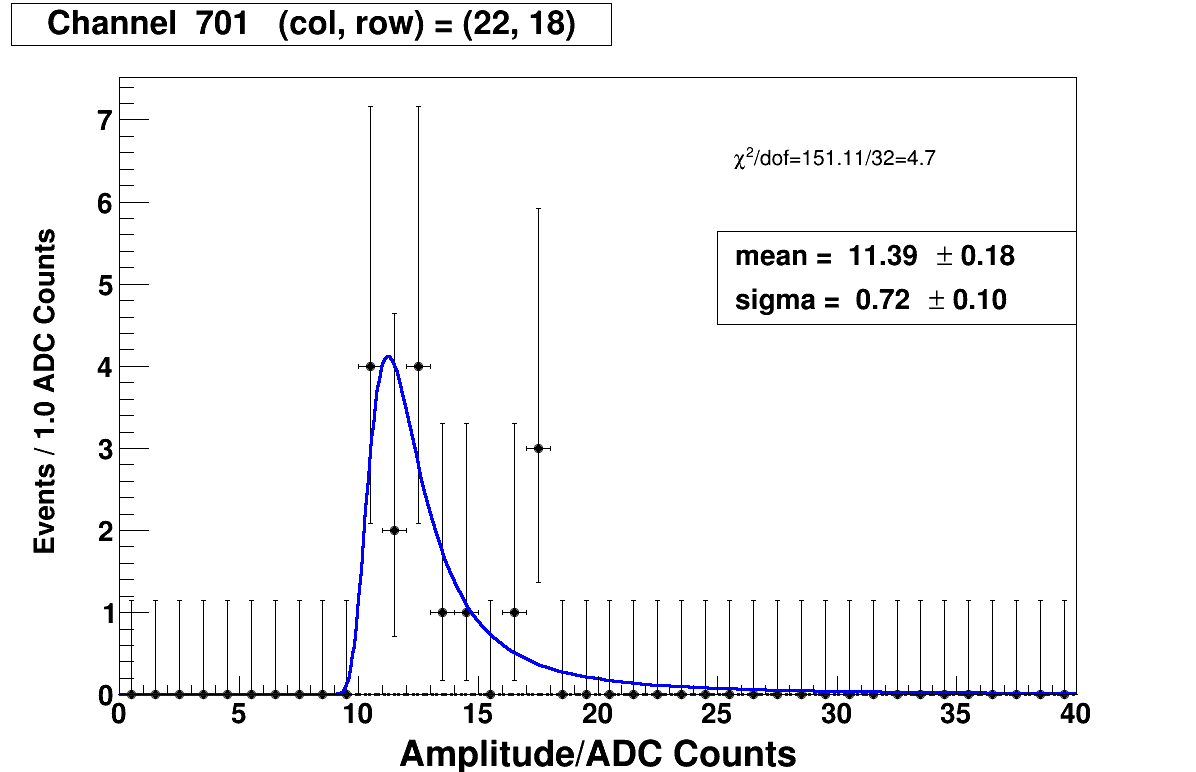 Channel 701 (col, row) = (22, 18)
χ²/dof=151.11/32=4.7
mean = 11.39 ± 0.18
sigma = 0.72 ± 0.10
Events / 1.0 ADC Counts
7
6
5
4
3
2
1
0
0 5 10 15 20 25 30 35 40
Amplitude/ADC Counts